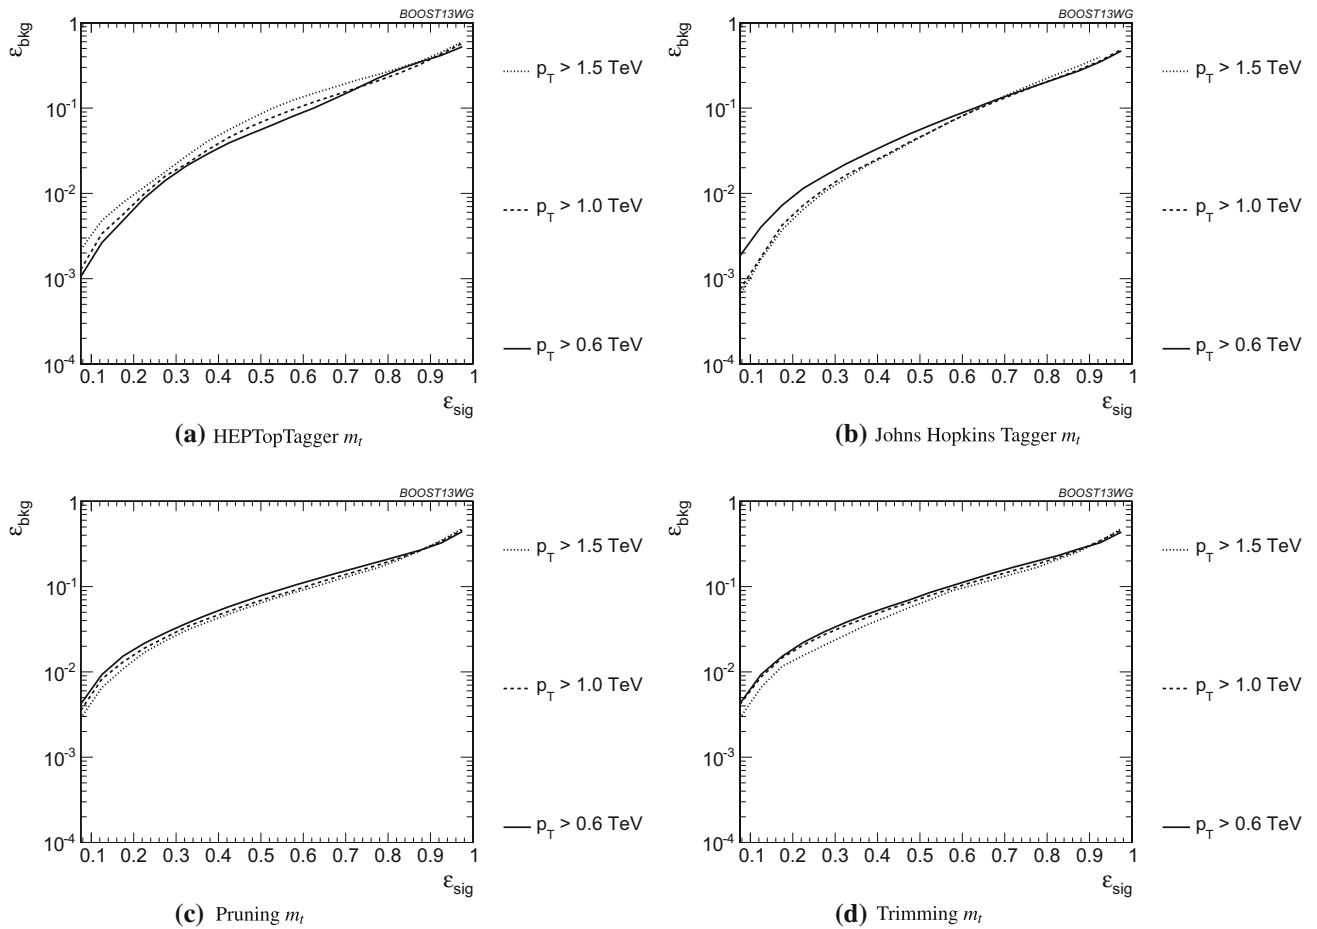 BOOST13WG
ε_bkg
1
10⁻¹
10⁻²
10⁻³
10⁻⁴
0.1 0.2 0.3 0.4 0.5 0.6 0.7 0.8 0.9 1
ε_sig
p_T > 1.5 TeV
p_T > 1.0 TeV
p_T > 0.6 TeV
(a) HEPTopTagger m_t
BOOST13WG
ε_bkg
1
10⁻¹
10⁻²
10⁻³
10⁻⁴
0.1 0.2 0.3 0.4 0.5 0.6 0.7 0.8 0.9 1
ε_sig
p_T > 1.5 TeV
p_T > 1.0 TeV
p_T > 0.6 TeV
(b) Johns Hopkins Tagger m_t
BOOST13WG
ε_bkg
1
10⁻¹
10⁻²
10⁻³
10⁻⁴
0.1 0.2 0.3 0.4 0.5 0.6 0.7 0.8 0.9 1
ε_sig
p_T > 1.5 TeV
p_T > 1.0 TeV
p_T > 0.6 TeV
(c) Pruning m_t
BOOST13WG
ε_bkg
1
10⁻¹
10⁻²
10⁻³
10⁻⁴
0.1 0.2 0.3 0.4 0.5 0.6 0.7 0.8 0.9 1
ε_sig
p_T > 1.5 TeV
p_T > 1.0 TeV
p_T > 0.6 TeV
(d) Trimming m_t